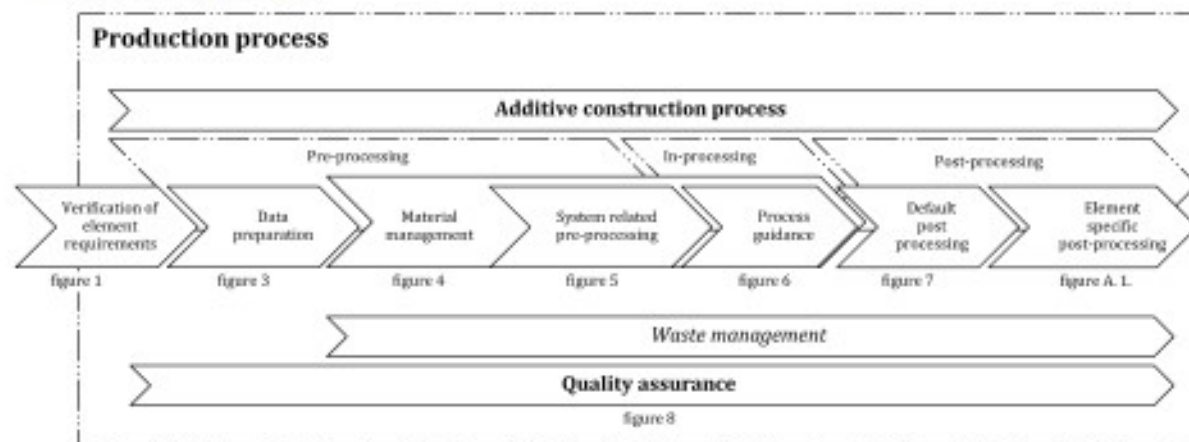 Production process
Additive construction process
Pre-processing
In-processing
Post-processing
Verification of
element
requirements
Data
preparation
Material
management
System related
pre-processing
Process
guidance
Default
post
processing
Element
specific
post-processing
figure 1
figure 3
figure 4
figure 5
figure 6
figure 7
figure A. 1.
Waste management
Quality assurance
figure 8